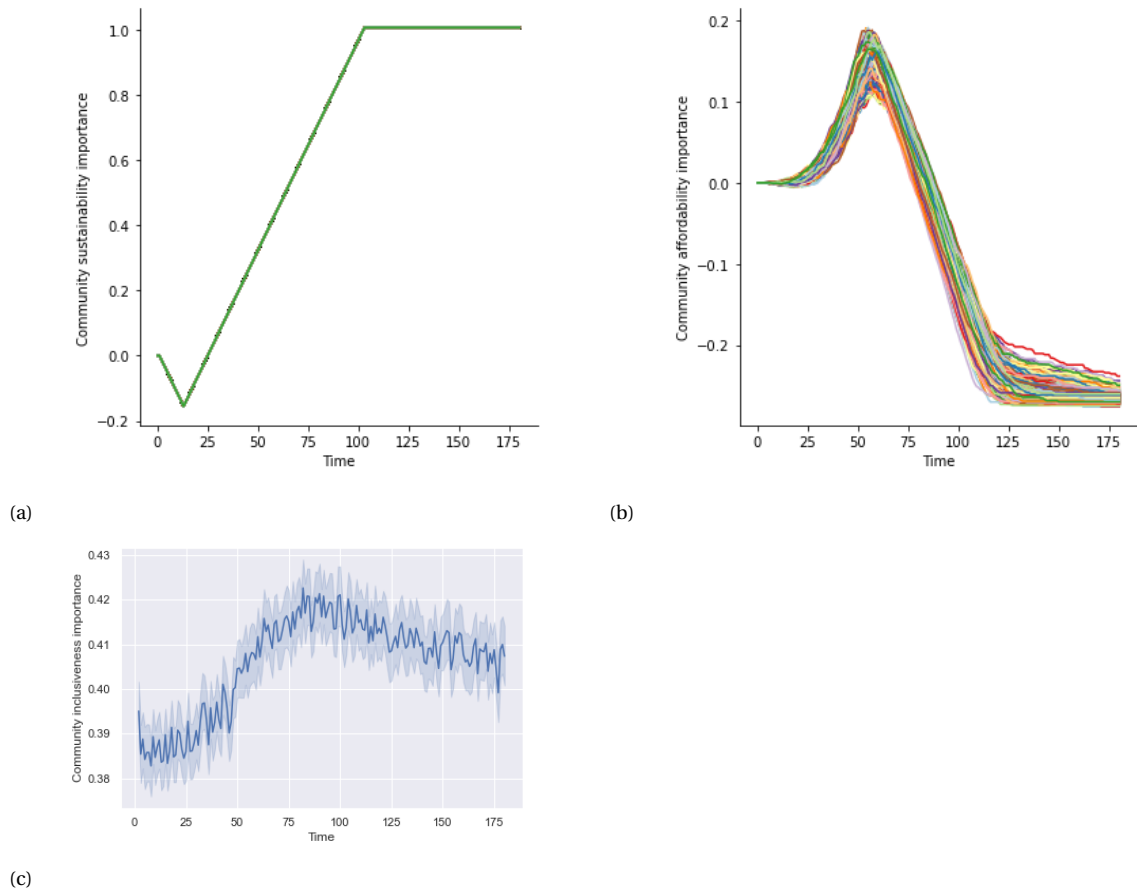 1.0
0.8
0.6
0.4
0.2
0.0
−0.2
Community sustainability importance
0 25 50 75 100 125 150 175
Time
(a)
0.2
0.1
0.0
−0.1
−0.2
Community affordability importance
0 25 50 75 100 125 150 175
Time
(b)
0.43
0.42
0.41
0.40
0.39
0.38
Community inclusiveness importance
0 25 50 75 100 125 150 175
Time
(c)